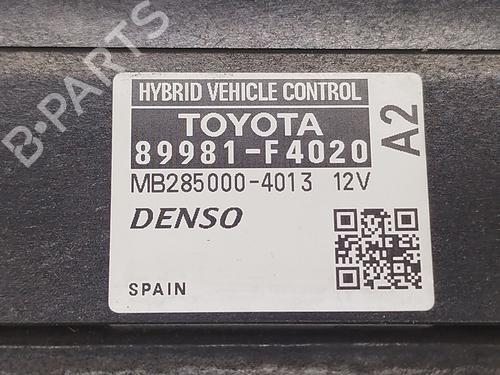 HYBRID VEHICLE CONTROL
TOYOTA
89981-F4020
A2
MB285000-4013 12V
DENSO
SPAIN
B-PARTS